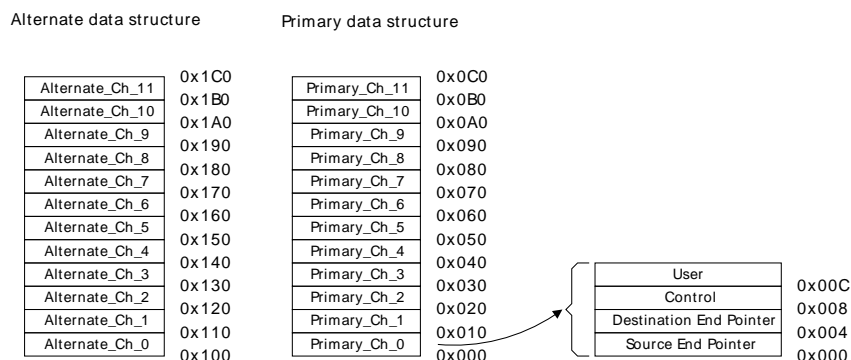 Alternate data structure
Primary data structure
0x1C0
Alternate_Ch_11
0x1B0
Alternate_Ch_10
0x1A0
Alternate_Ch_9
0x190
Alternate_Ch_8
0x180
Alternate_Ch_7
0x170
Alternate_Ch_6
0x160
Alternate_Ch_5
0x150
Alternate_Ch_4
0x140
Alternate_Ch_3
0x130
Alternate_Ch_2
0x120
Alternate_Ch_1
0x110
Alternate_Ch_0
0x100
0x0C0
Primary_Ch_11
0x0B0
Primary_Ch_10
0x0A0
Primary_Ch_9
0x090
Primary_Ch_8
0x080
Primary_Ch_7
0x070
Primary_Ch_6
0x060
Primary_Ch_5
0x050
Primary_Ch_4
0x040
Primary_Ch_3
0x030
Primary_Ch_2
0x020
Primary_Ch_1
0x010
Primary_Ch_0
0x000
User
0x00C
Control
0x008
Destination End Pointer
0x004
Source End Pointer
0x000